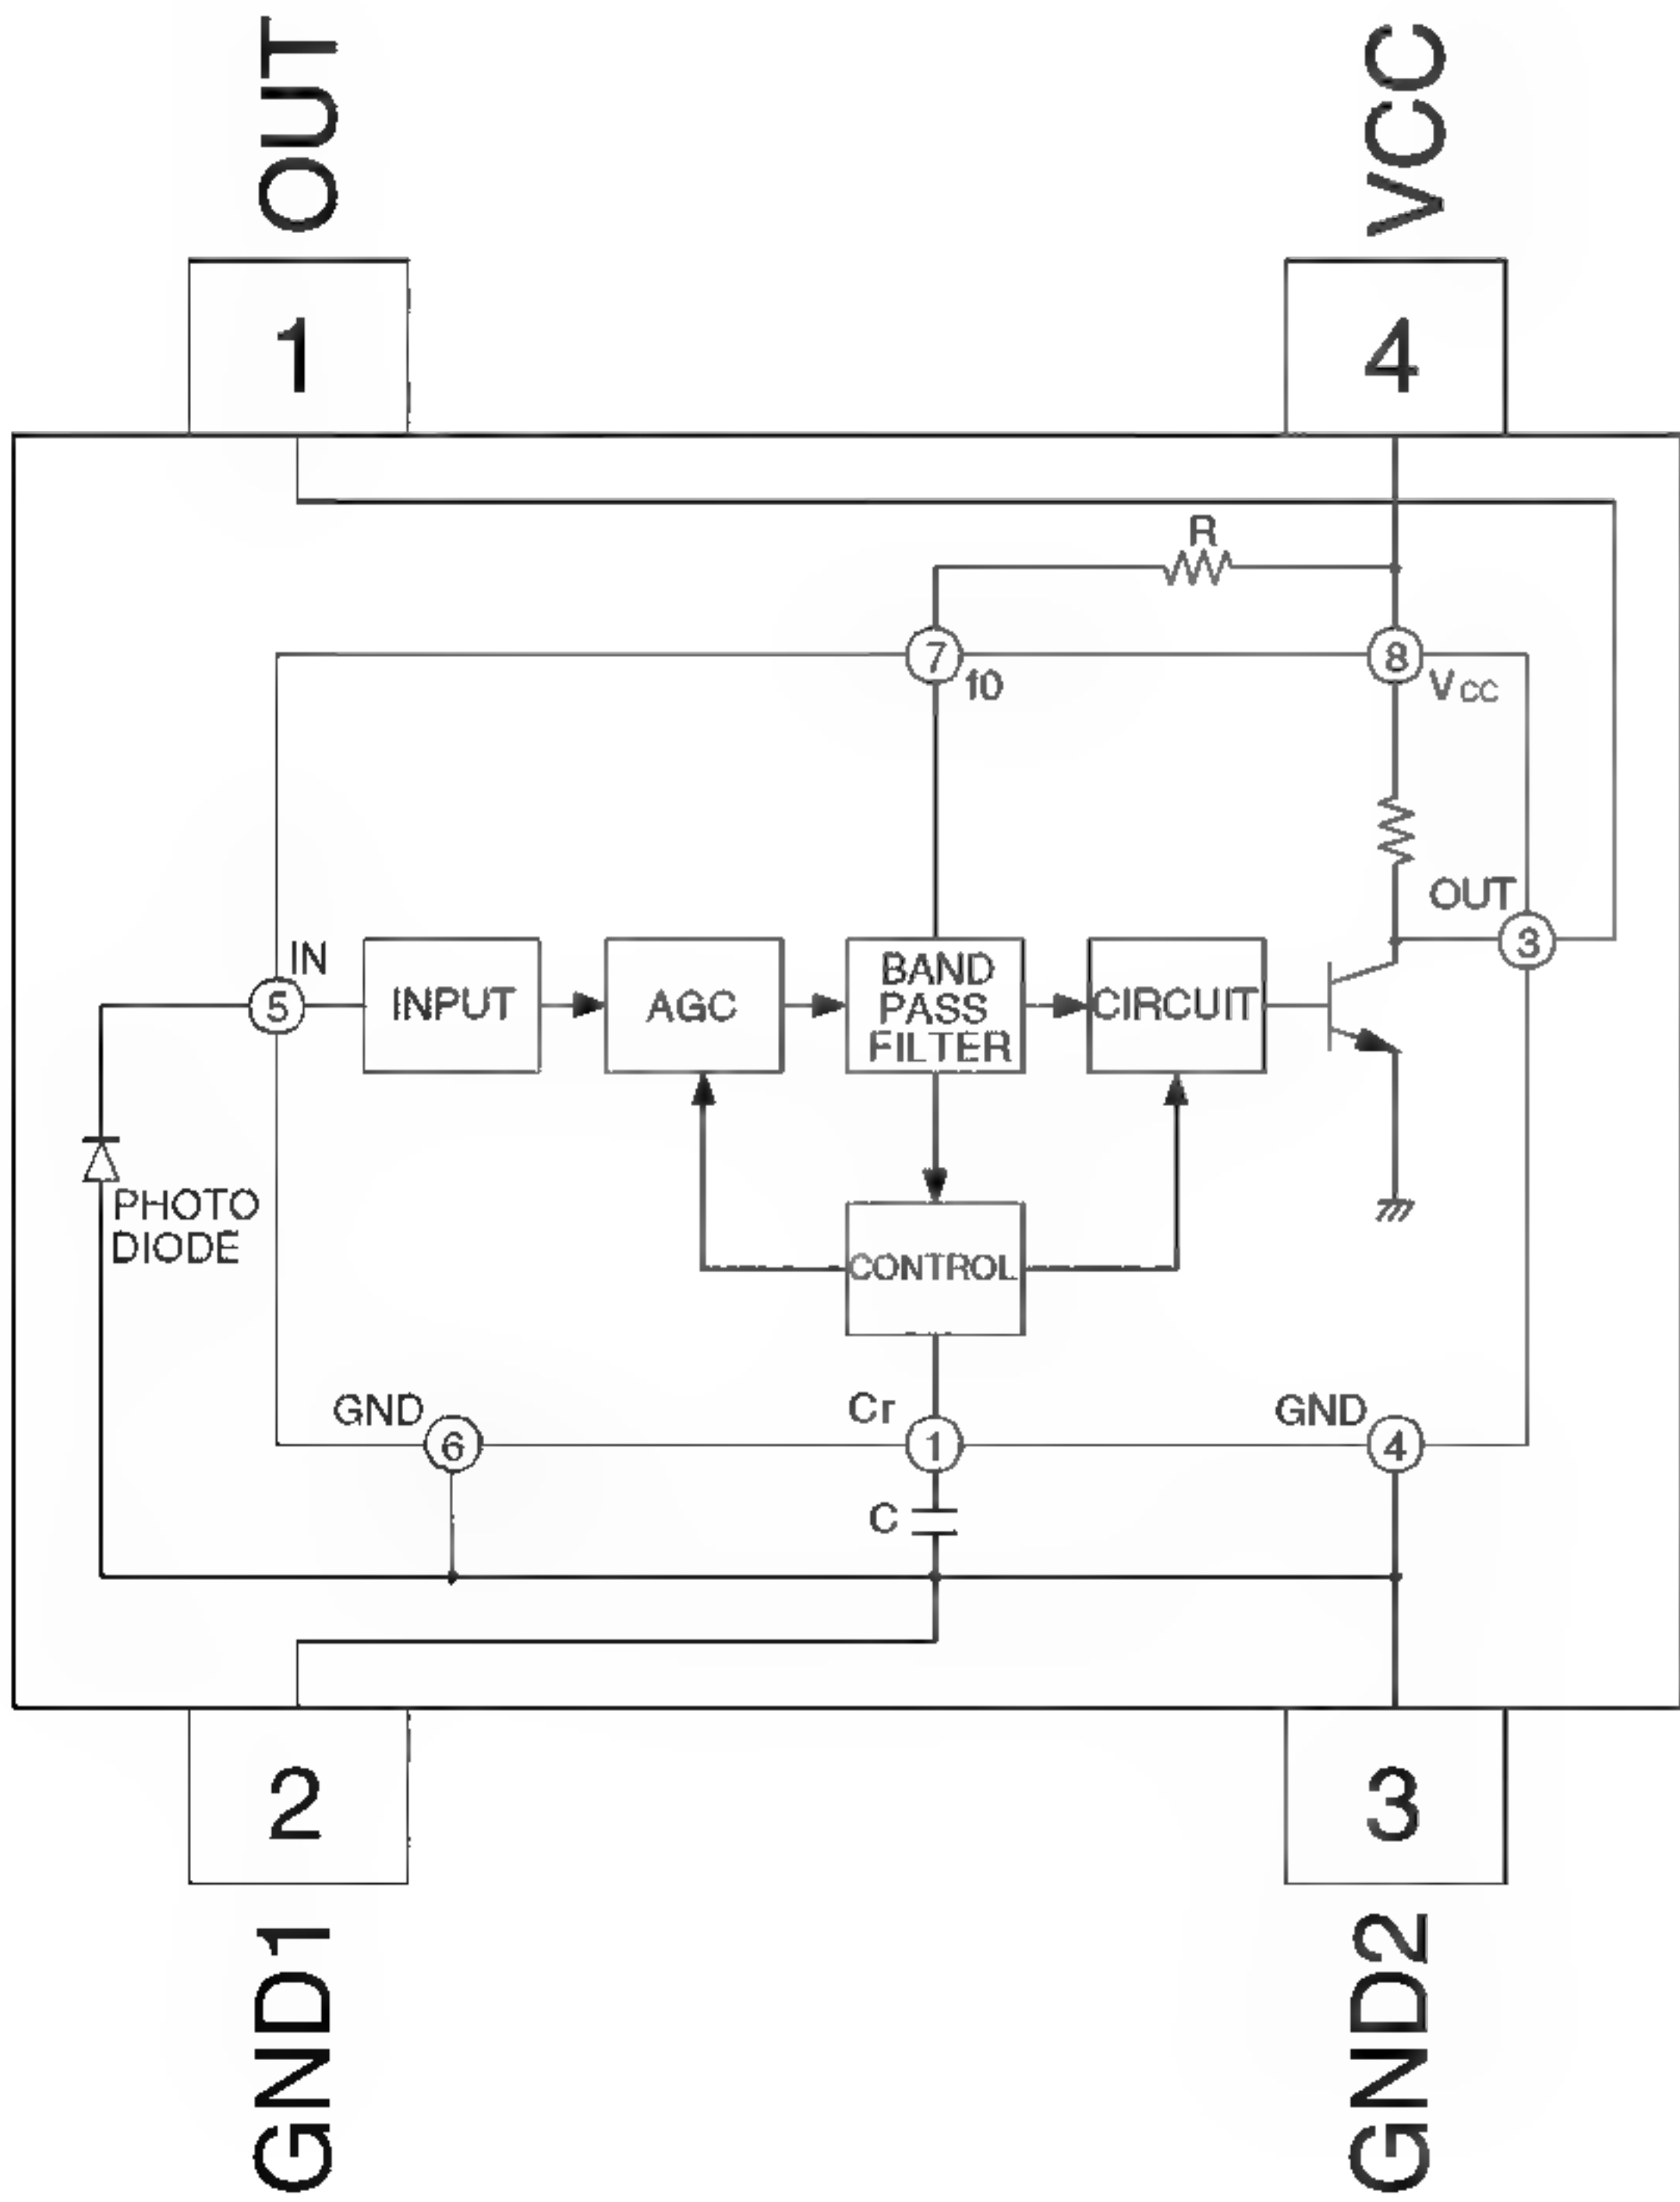 OUT
VCC
1
4
R
7
8
f0
VCC
OUT
3
IN
5
INPUT
AGC
BAND
PASS
FILTER
CIRCUIT
PHOTO
DIODE
CONTROL
GND
Cr
GND
6
1
4
C
2
3
GND1
GND2